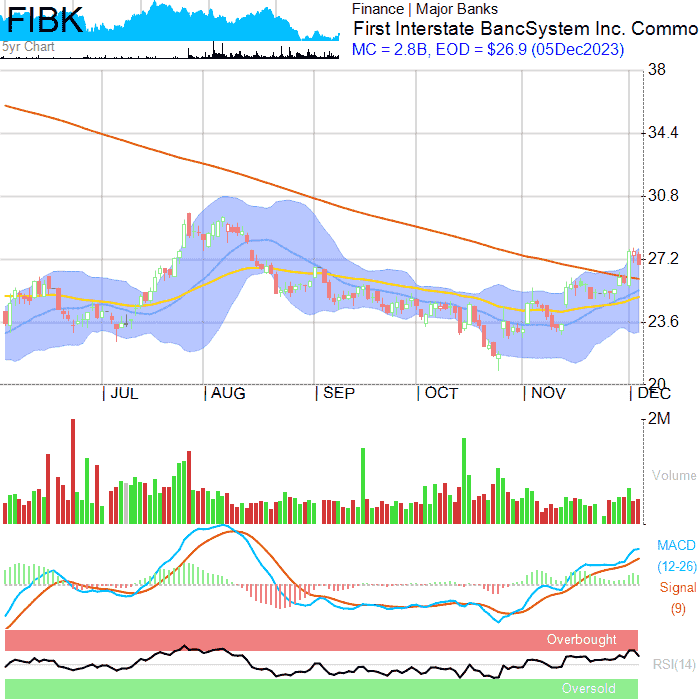 FIBK
5yr Chart
Finance | Major Banks
First Interstate BancSystem Inc. Commo
MC = 2.8B, EOD = $26.9 (05Dec2023)
38
34.4
30.8
27.2
23.6
20
| JUL | AUG | SEP | OCT | NOV | DEC
2M
Volume
MACD
(12-26)
Signal
(9)
Overbought
RSI(14)
Oversold